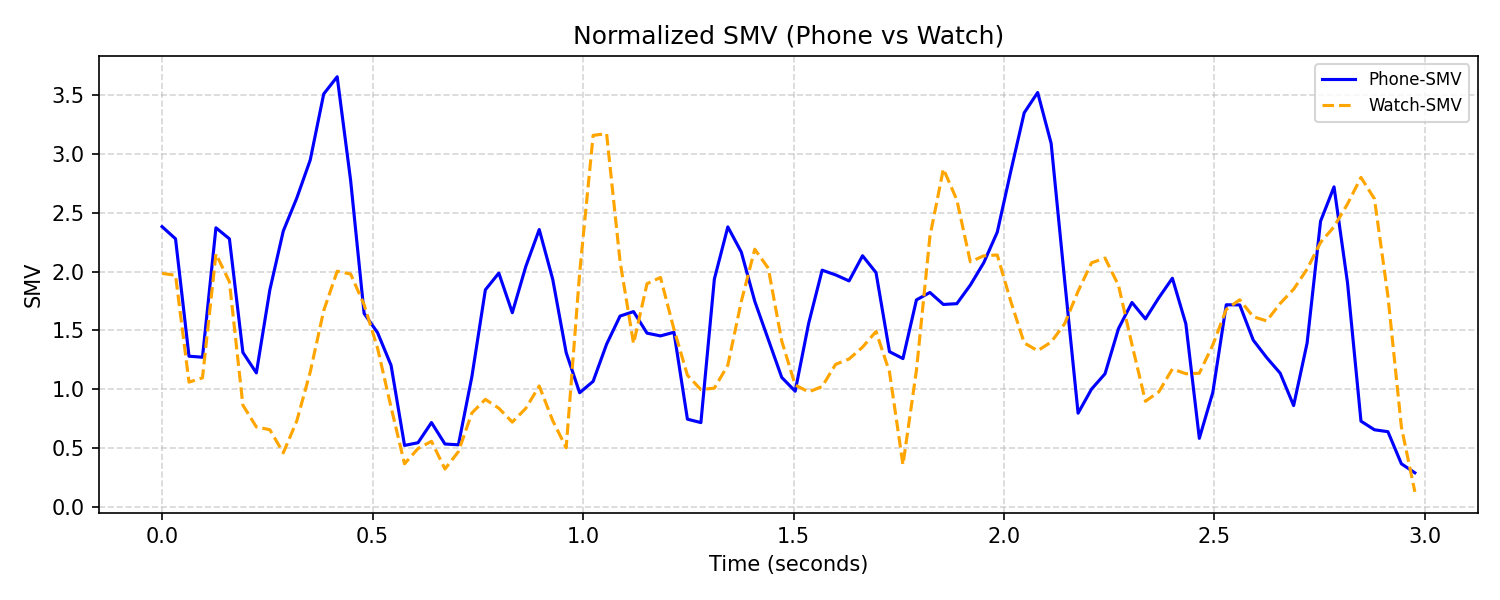 Normalized SMV (Phone vs Watch)
Phone-SMV
Watch-SMV
SMV
3.5
3.0
2.5
2.0
1.5
1.0
0.5
0.0
0.0 0.5 1.0 1.5 2.0 2.5 3.0
Time (seconds)